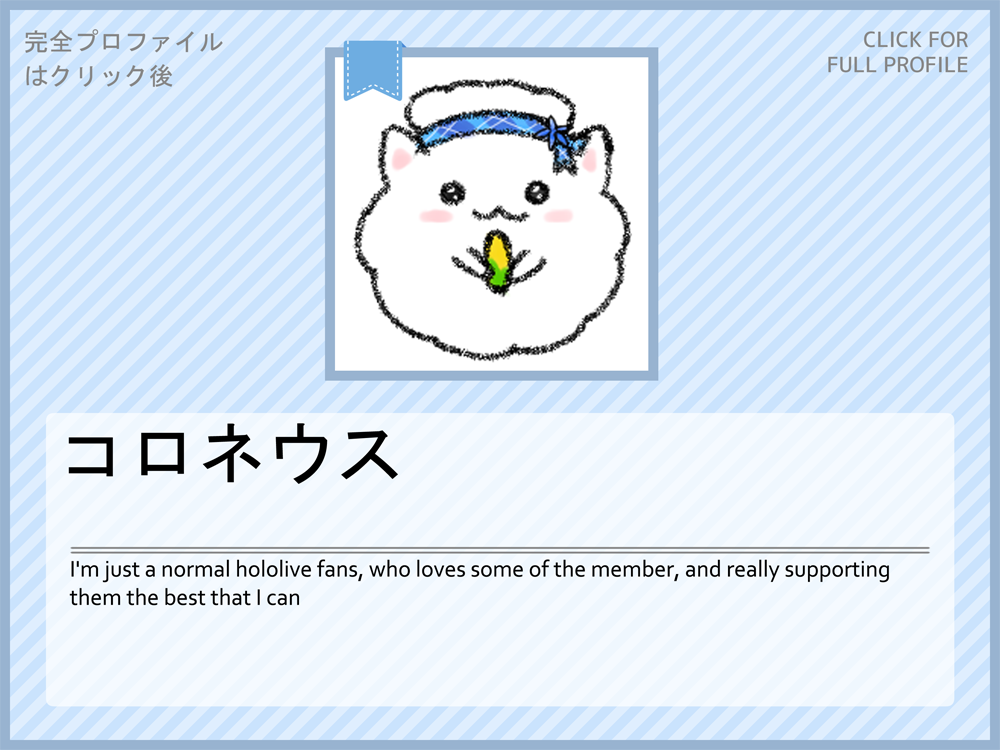 完全プロファイル
はクリック後
CLICK FOR
FULL PROFILE
コロネウス
I'm just a normal hololive fans, who loves some of the member, and really supporting
them the best that I can